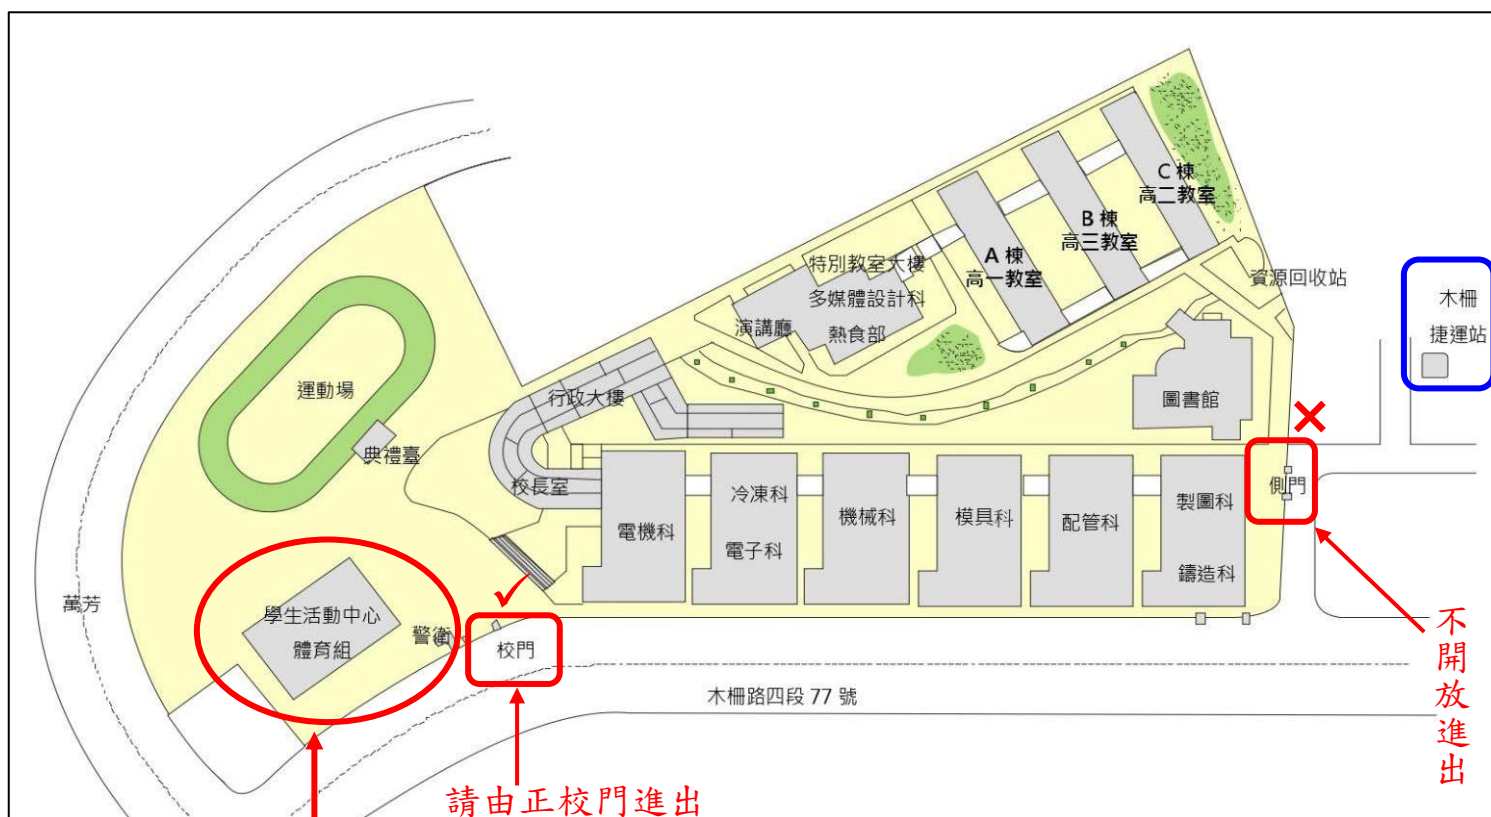 C 棟
高二教室
B 棟
高三教室
A 棟
高一教室
特別教室大樓
多媒體設計科
熱食部
演講廳
資源回收站
木柵
捷運站
運動場
典禮臺
行政大樓
校長室
圖書館
側門
電機科
冷凍科
電子科
機械科
模具科
配管科
製圖科
鑄造科
萬芳
學生活動中心
體育組
警衛
校門
木柵路四段 77 號
請由正校門進出
不開放進出